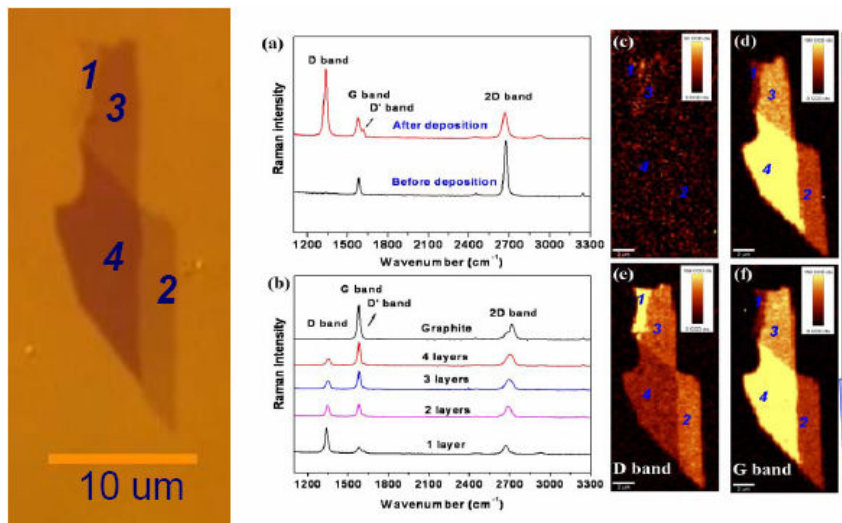 1
3
4
2
10 um
(a)
D band
G band
D' band
2D band
After deposition
Before deposition
Raman intensity
1200 1500 1800 2100 2400 2700 3000 3300
Wavenumber (cm⁻¹)
(b)
G band
D' band
D band
2D band
Graphite
4 layers
3 layers
2 layers
1 layer
Raman Intensity
1200 1500 1800 2100 2400 2700 3000 3300
Wavenumber (cm⁻¹)
(c)
1
3
4
2
(d)
3
4
2
(e)
1
3
4
2
D band
(f)
1
3
4
2
G band